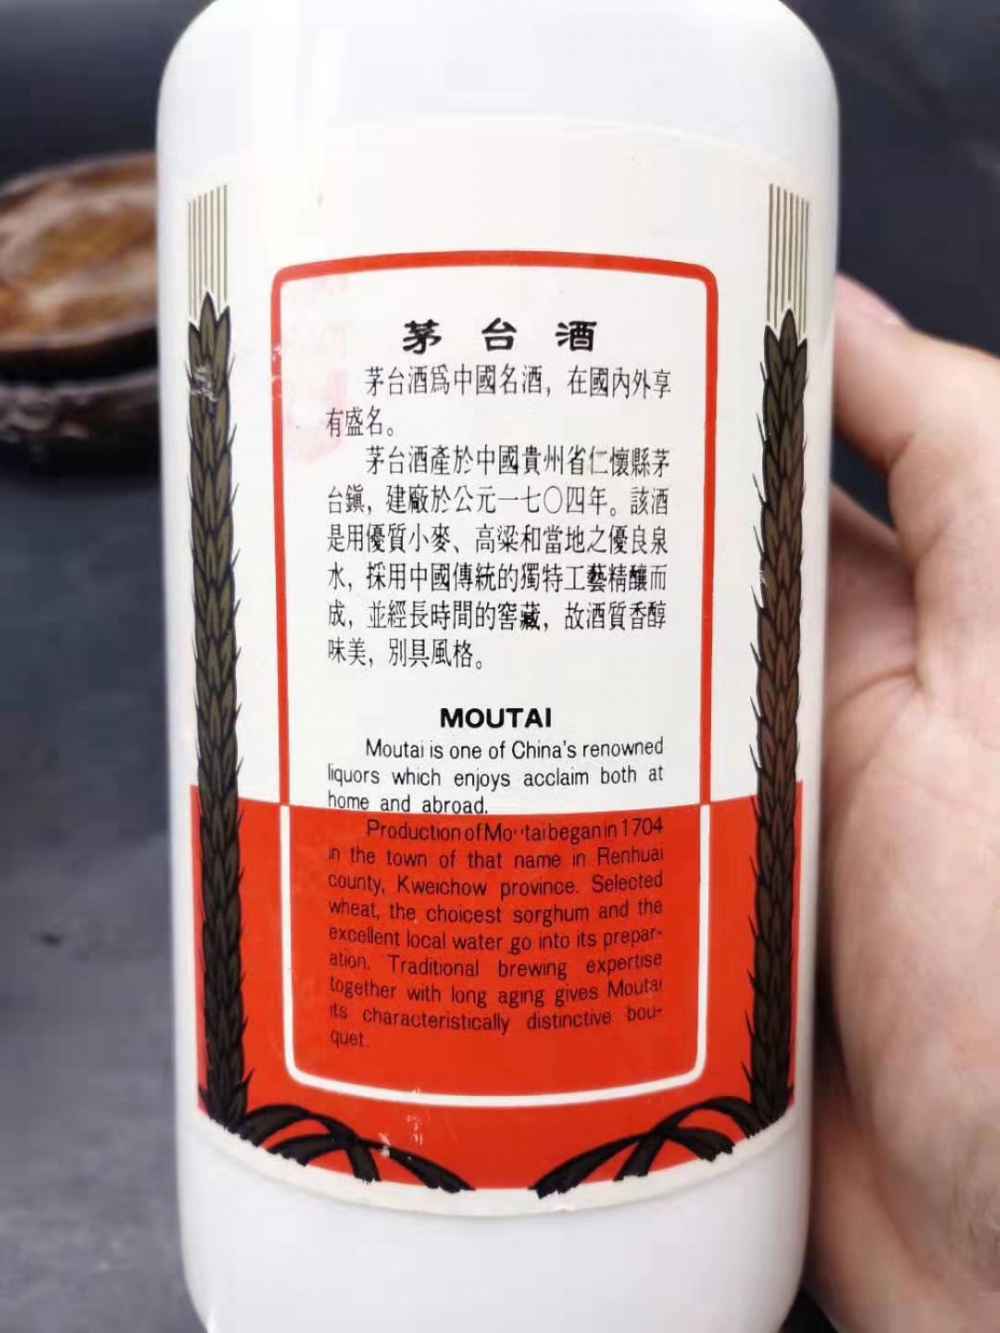 茅台酒
茅台酒爲中國名酒，在國內外享
有盛名。
茅台酒產於中國貴州省仁懷縣茅
台鎮，建廠於公元一七〇四年。該酒
是用優質小麥、高粱和當地之優良泉
水，採用中國傳統的獨特工藝精釀而
成，並經長時間的窖藏，故酒質香醇
味美，別具風格。
MOUTAI
Moutai is one of China's renowned
liquors which enjoys acclaim both at
home and abroad.
Production of Moutai began in 1704
in the town of that name in Renhuai
county, Kweichow province. Selected
wheat, the choicest sorghum and the
excellent local water go into its prepar-
ation. Traditional brewing expertise
together with long aging gives Moutai
its characteristically distinctive bou-
quet.